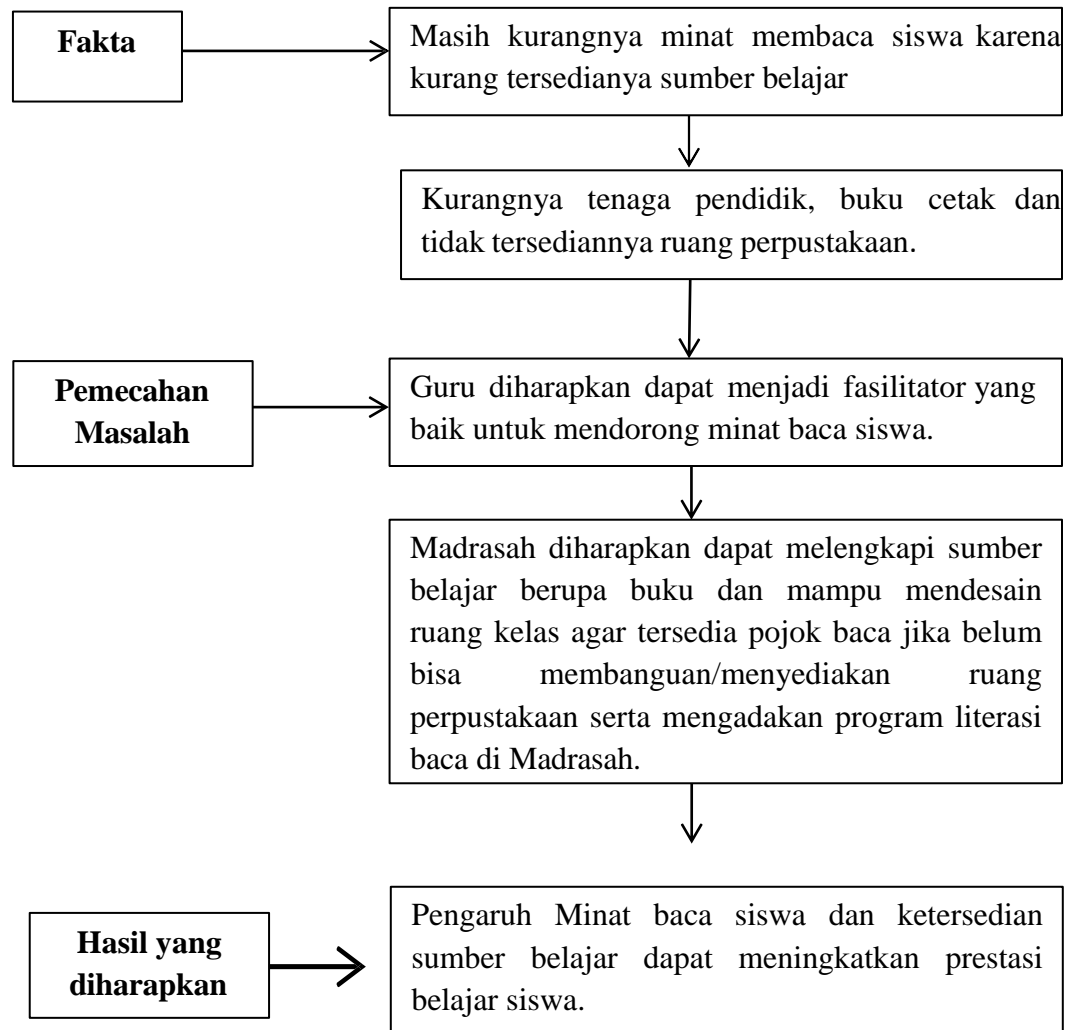 Fakta
Masih kurangnya minat membaca siswa karena
kurang tersedianya sumber belajar
Kurangnya tenaga pendidik, buku cetak dan
tidak tersediannya ruang perpustakaan.
Pemecahan
Masalah
Guru diharapkan dapat menjadi fasilitator yang
baik untuk mendorong minat baca siswa.
Madrasah diharapkan dapat melengkapi sumber
belajar berupa buku dan mampu mendesain
ruang kelas agar tersedia pojok baca jika belum
bisa membanguan/menyediakan ruang
perpustakaan serta mengadakan program literasi
baca di Madrasah.
Hasil yang
diharapkan
Pengaruh Minat baca siswa dan ketersedian
sumber belajar dapat meningkatkan prestasi
belajar siswa.